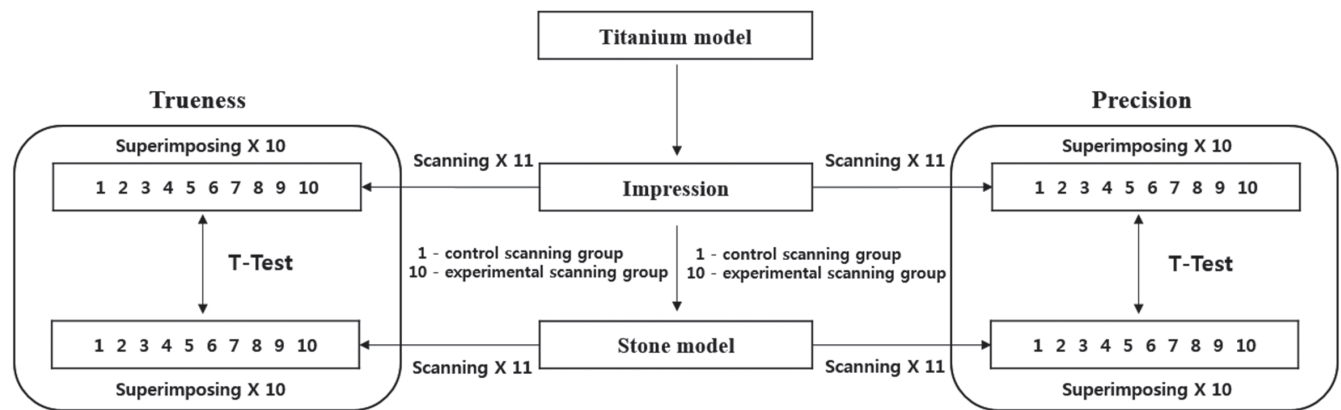 Titanium model
Trueness
Precision
Superimposing X 10
Superimposing X 10
Scanning X 11
Scanning X 11
1 2 3 4 5 6 7 8 9 10
Impression
1 2 3 4 5 6 7 8 9 10
1 - control scanning group
10 - experimental scanning group
1 - control scanning group
10 - experimental scanning group
T-Test
T-Test
1 2 3 4 5 6 7 8 9 10
Stone model
1 2 3 4 5 6 7 8 9 10
Scanning X 11
Scanning X 11
Superimposing X 10
Superimposing X 10